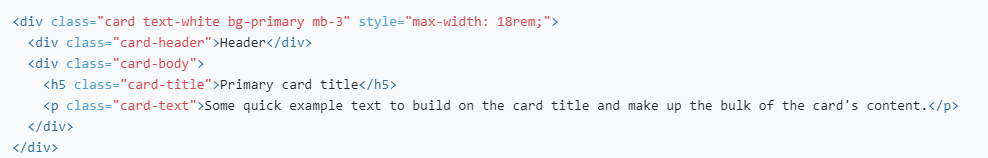 <div class="card text-white bg-primary mb-3" style="max-width: 18rem;">
  <div class="card-header">Header</div>
  <div class="card-body">
    <h5 class="card-title">Primary card title</h5>
    <p class="card-text">Some quick example text to build on the card title and make up the bulk of the card's content.</p>
  </div>
</div>